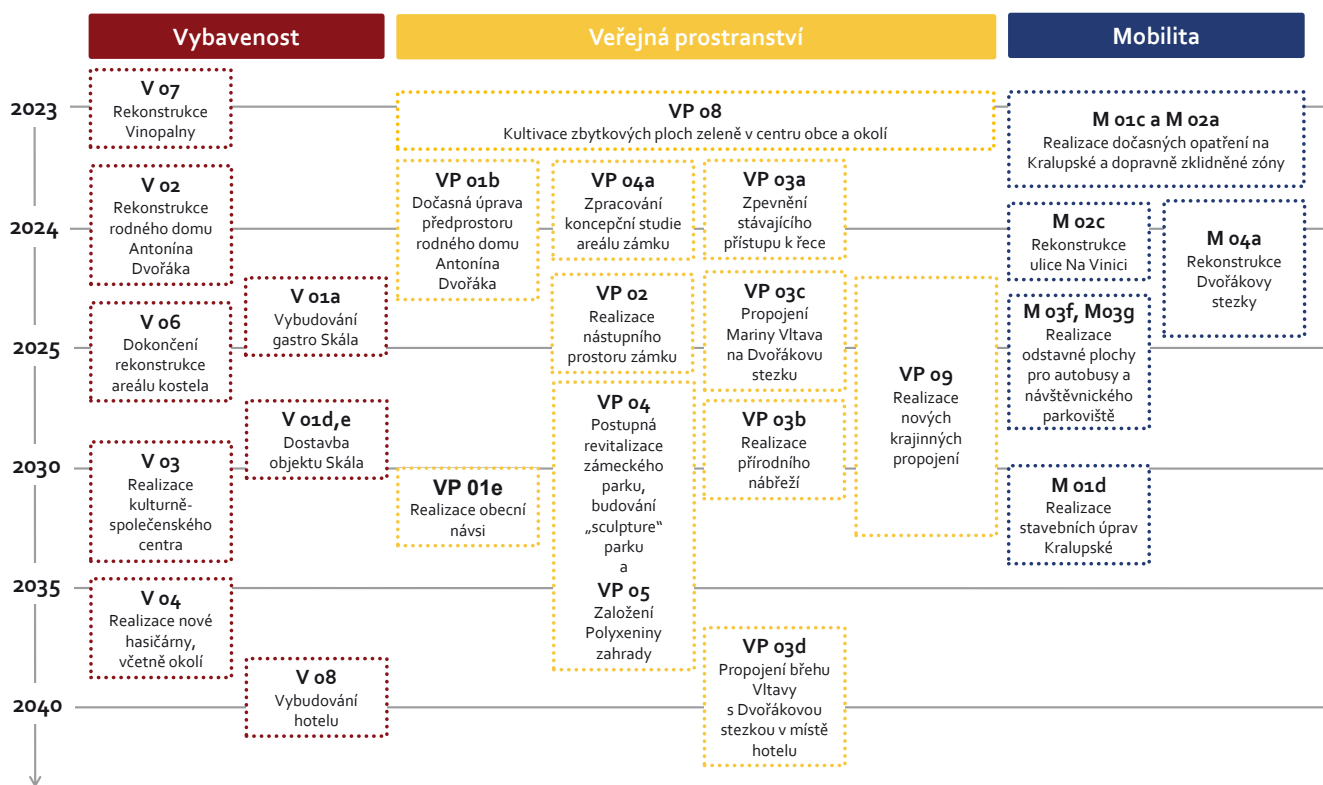 Vybavenost
Veřejná prostranství
Mobilita
2023
2024
2025
2030
2035
2040
V 07
Rekonstrukce
Vinopalny
V 02
Rekonstrukce
rodného domu
Antonína
Dvořáka
V 01a
Vybudování
gastro Skála
V 06
Dokončení
rekonstrukce
areálu kostela
V 01d,e
Dostavba
objektu Skála
V 03
Realizace
kulturně-
společenského
centra
V 04
Realizace nové
hasičárny,
včetně okolí
V 08
Vybudování
hotelu
VP 08
Kultivace zbytkových ploch zeleně v centru obce a okolí
VP 01b
Dočasná úprava
předprostoru
rodného domu
Antonína
Dvořáka
VP 04a
Zpracování
koncepční studie
areálu zámku
VP 03a
Zpevnění
stávajícího
přístupu k řece
VP 02
Realizace
nástupního
prostoru zámku
VP 03c
Propojení
Mariny Vltava
na Dvořákovu
stezku
VP 09
Realizace
nových
krajinných
propojení
VP 04
Postupná
revitalizace
zámeckého
parku,
budování
„sculpture“
parku
a
VP 05
Založení
Polyxeniny
zahrady
VP 03b
Realizace
přírodního
nábřeží
VP 01e
Realizace obecní
návsi
VP 03d
Propojení břehu
Vltavy
s Dvořákovou
stezkou v místě
hotelu
M 01c a M 02a
Realizace dočasných opatření na
Kralupské a dopravně zklidněné zóny
M 02c
Rekonstrukce
ulice Na Vinici
M 04a
Rekonstrukce
Dvořákovy
stezky
M 03f, M03g
Realizace
odstavné plochy
pro autobusy a
návštěvnického
parkoviště
M 01d
Realizace
stavebních úprav
Kralupské